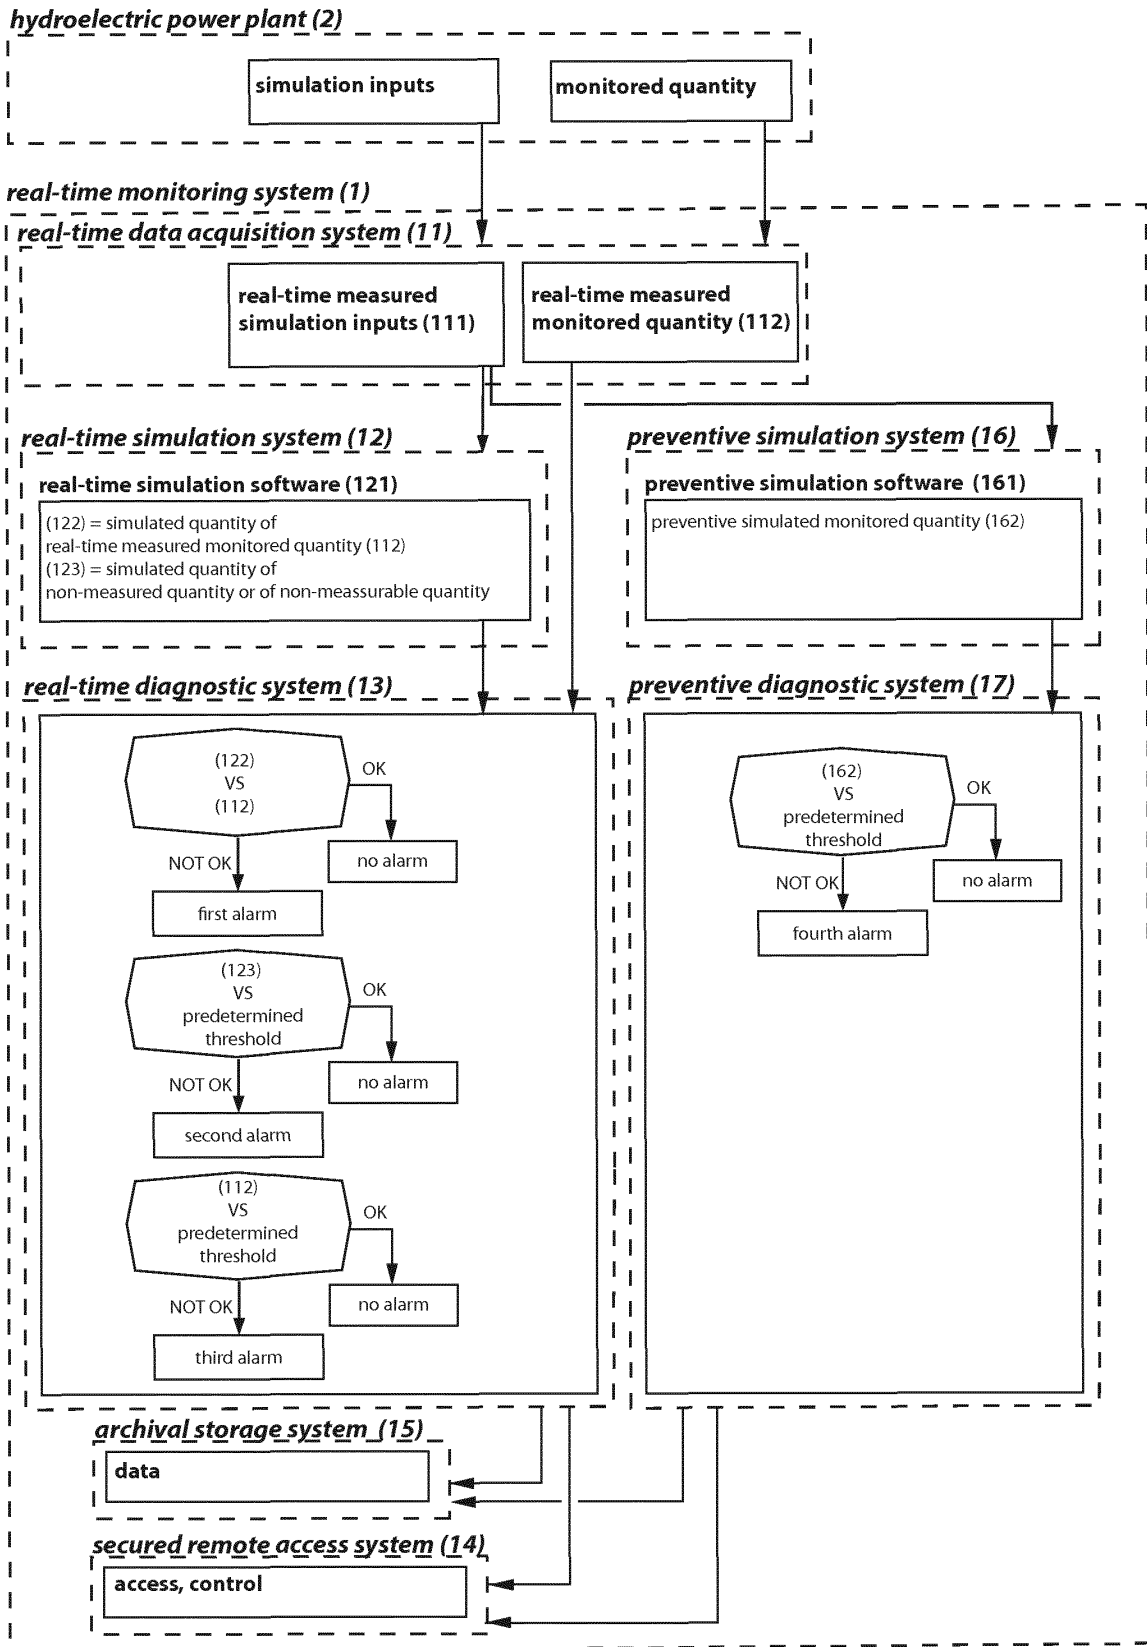 hydroelectric power plant (2)
simulation inputs
monitored quantity
real-time monitoring system (1)
real-time data acquisition system (11)
real-time measured
simulation inputs (111)
real-time measured
monitored quantity (112)
real-time simulation system (12)
real-time simulation software (121)
(122) = simulated quantity of
real-time measured monitored quantity (112)
(123) = simulated quantity of
non-measured quantity or of non-meassurable quantity
preventive simulation system (16)
preventive simulation software (161)
preventive simulated monitored quantity (162)
real-time diagnostic system (13)
(122)
VS
(112)
OK
no alarm
NOT OK
first alarm
(123)
VS
predetermined
threshold
OK
no alarm
NOT OK
second alarm
(112)
VS
predetermined
threshold
OK
no alarm
NOT OK
third alarm
preventive diagnostic system (17)
(162)
VS
predetermined
threshold
OK
no alarm
NOT OK
fourth alarm
archival storage system (15)
data
secured remote access system (14)
access, control